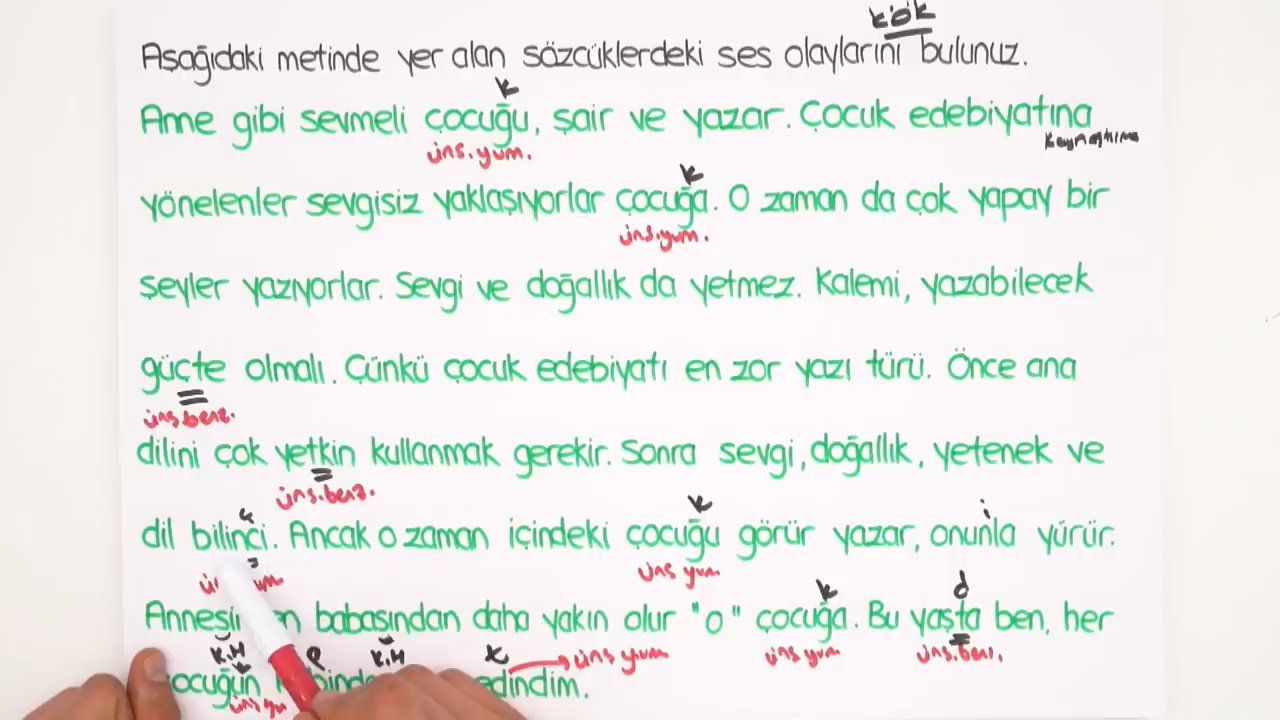 kök
Aşağıdaki metinde yer alan sözcüklerdeki ses olaylarını bulunuz.
k
Anne gibi sevmeli çocuğu, şair ve yazar. Çocuk edebiyatına
üns.yum. kaynaştırma
k
yönelenler sevgisiz yaklaşıyorlar çocuğa. O zaman da çok yapay bir
üns.yum.
şeyler yazıyorlar. Sevgi ve doğallık da yetmez. Kalemi, yazabilecek
güçte olmalı. Çünkü çocuk edebiyatı en zor yazı türü. Önce ana
üns.benz.
dilini çok yetkin kullanmak gerekir. Sonra sevgi, doğallık, yetenek ve
üns.benz.
ç k i
dil bilinci. Ancak o zaman içindeki çocuğu görür yazar, onunla yürür.
üns yum
k d
babasından daha yakın olur "o" çocuğa. Bu yaşta ben, her
k.H k P k.H t üns yum üns yum üns.benz.
edindim.